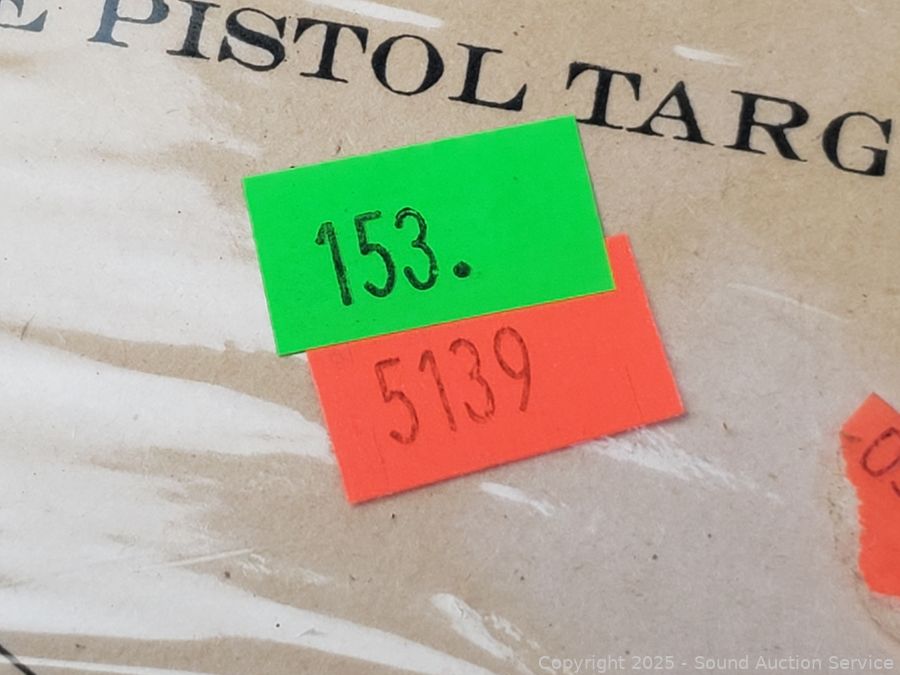 E PISTOL TARG
153.
5139
Copyright 2025 - Sound Auction Service